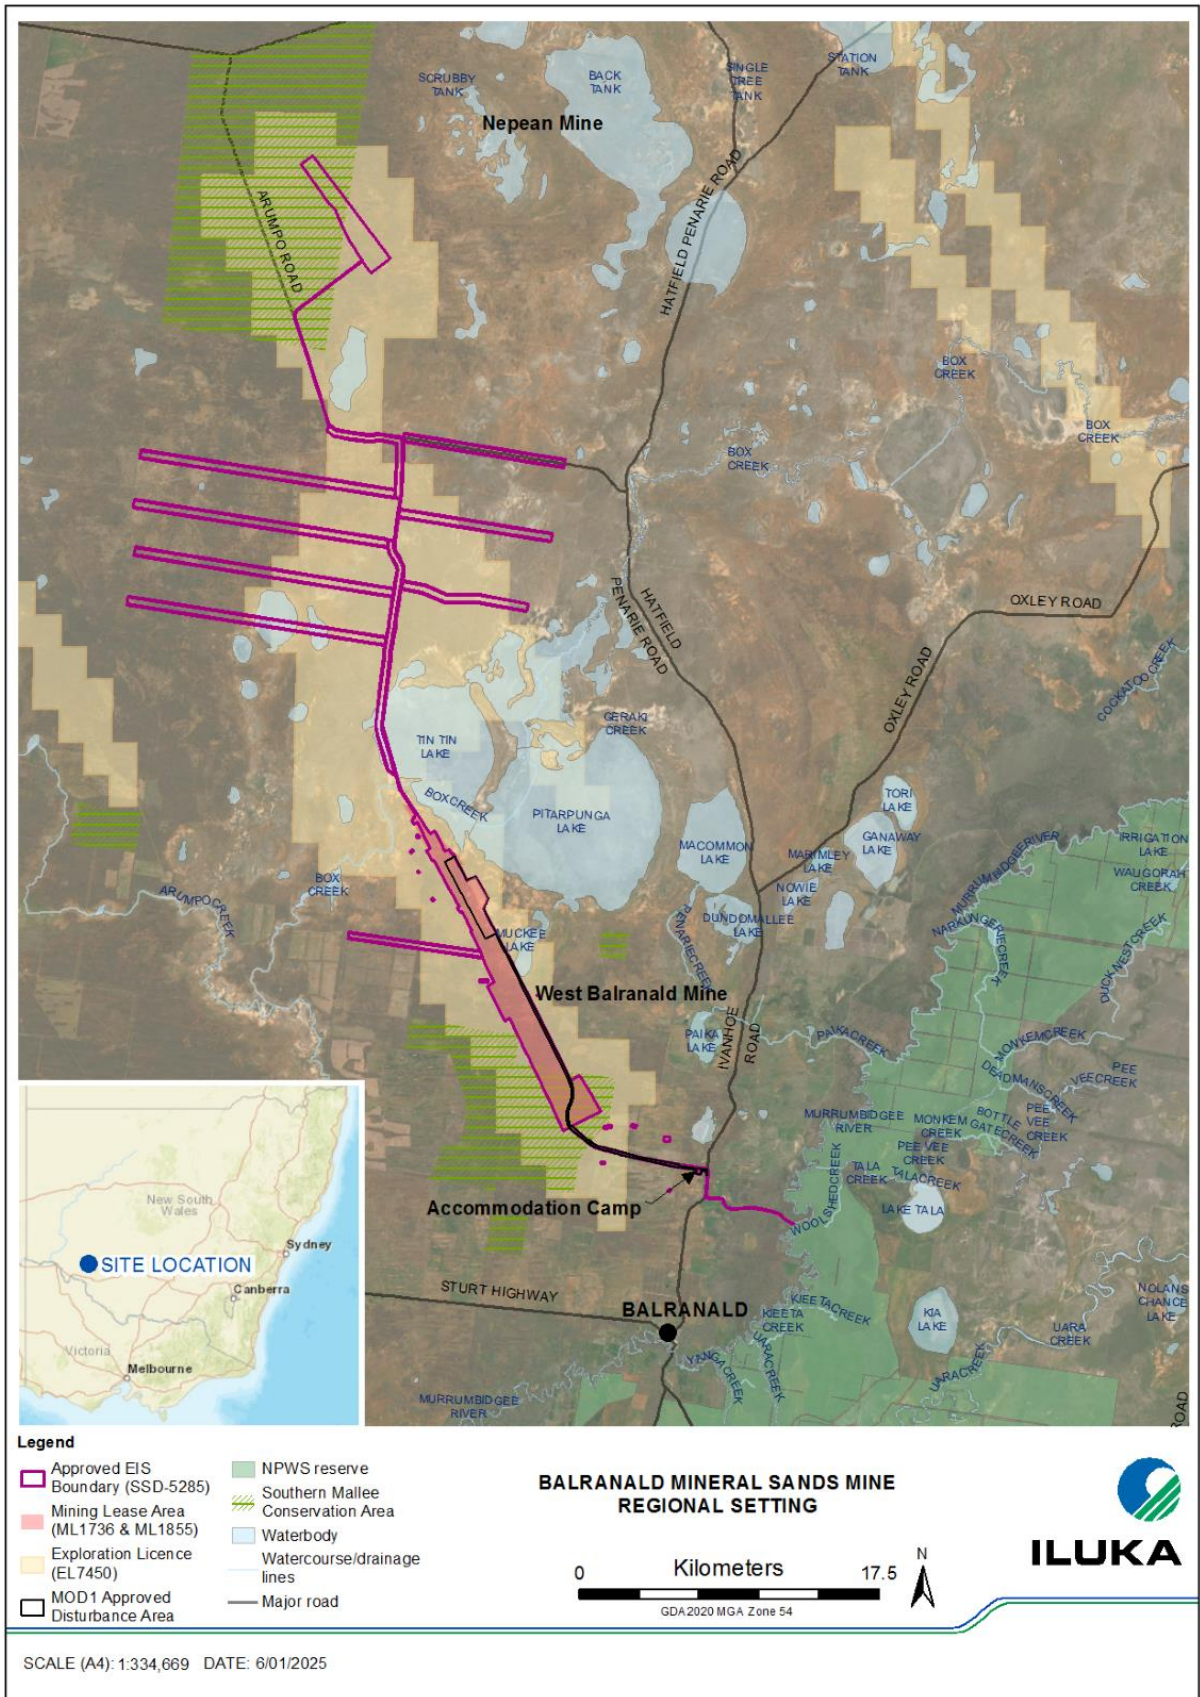 SCRUBBY
TANK
BACK
TANK
SINGLE
TREE
TANK
STATION
TANK
Nepean Mine
ARUMPO ROAD
HATFIELD PENARIE ROAD
BOX
CREEK
BOX
CREEK
BOX
CREEK
HATFIELD
PENARIE ROAD
OXLEY ROAD
OXLEY ROAD
COCKATOO CREEK
GERAKI
CREEK
TIN TIN
LAKE
BOX CREEK
PITARPUNGA
LAKE
TORI
LAKE
GANAWAY
LAKE
MACOMMON
LAKE
MARIMLEY
LAKE
NOWIE
LAKE
DUNDOMALLEE
LAKE
MURRUMBIDGEE RIVER
IRRIGATION
LAKE
WAUGORAH
CREEK
BOX
CREEK
ARUMPO CREEK
MUCKEE
LAKE
PENARIE CREEK
NARKUNGERIE CREEK
DUCK NEST CREEK
West Balranald Mine
PAIKA
LAKE
IVANHOE
ROAD
PAIKA CREEK
MONKEM CREEK
DEADMANS CREEK
PEE
VEE CREEK
MURRUMBIDGEE
RIVER
MONKEM
CREEK
BOTTLE
GATE CREEK
PEE
VEE
CREEK
PEE VEE
CREEK
TALA
CREEK
TALA CREEK
WOOLSHED CREEK
LAKE TALA
Accommodation Camp
STURT HIGHWAY
BALRANALD
KIEETA
CREEK
KIEETA CREEK
KIA
LAKE
NOLANS
CHANCE
LAKE
UARA
CREEK
YANGA CREEK
UARA CREEK
UARA CREEK
MURRUMBIDGEE
RIVER
ROAD
New South
Wales
Sydney
SITE LOCATION
Canberra
Victoria
Melbourne
Legend
Approved EIS
Boundary (SSD-5285)
Mining Lease Area
(ML1736 & ML1855)
Exploration Licence
(EL7450)
MOD1 Approved
Disturbance Area
NPWS reserve
Southern Mallee
Conservation Area
Waterbody
Watercourse/drainage
lines
Major road
BALRANALD MINERAL SANDS MINE
REGIONAL SETTING
0 Kilometers 17.5
GDA2020 MGA Zone 54
N
ILUKA
SCALE (A4): 1:334,669 DATE: 6/01/2025